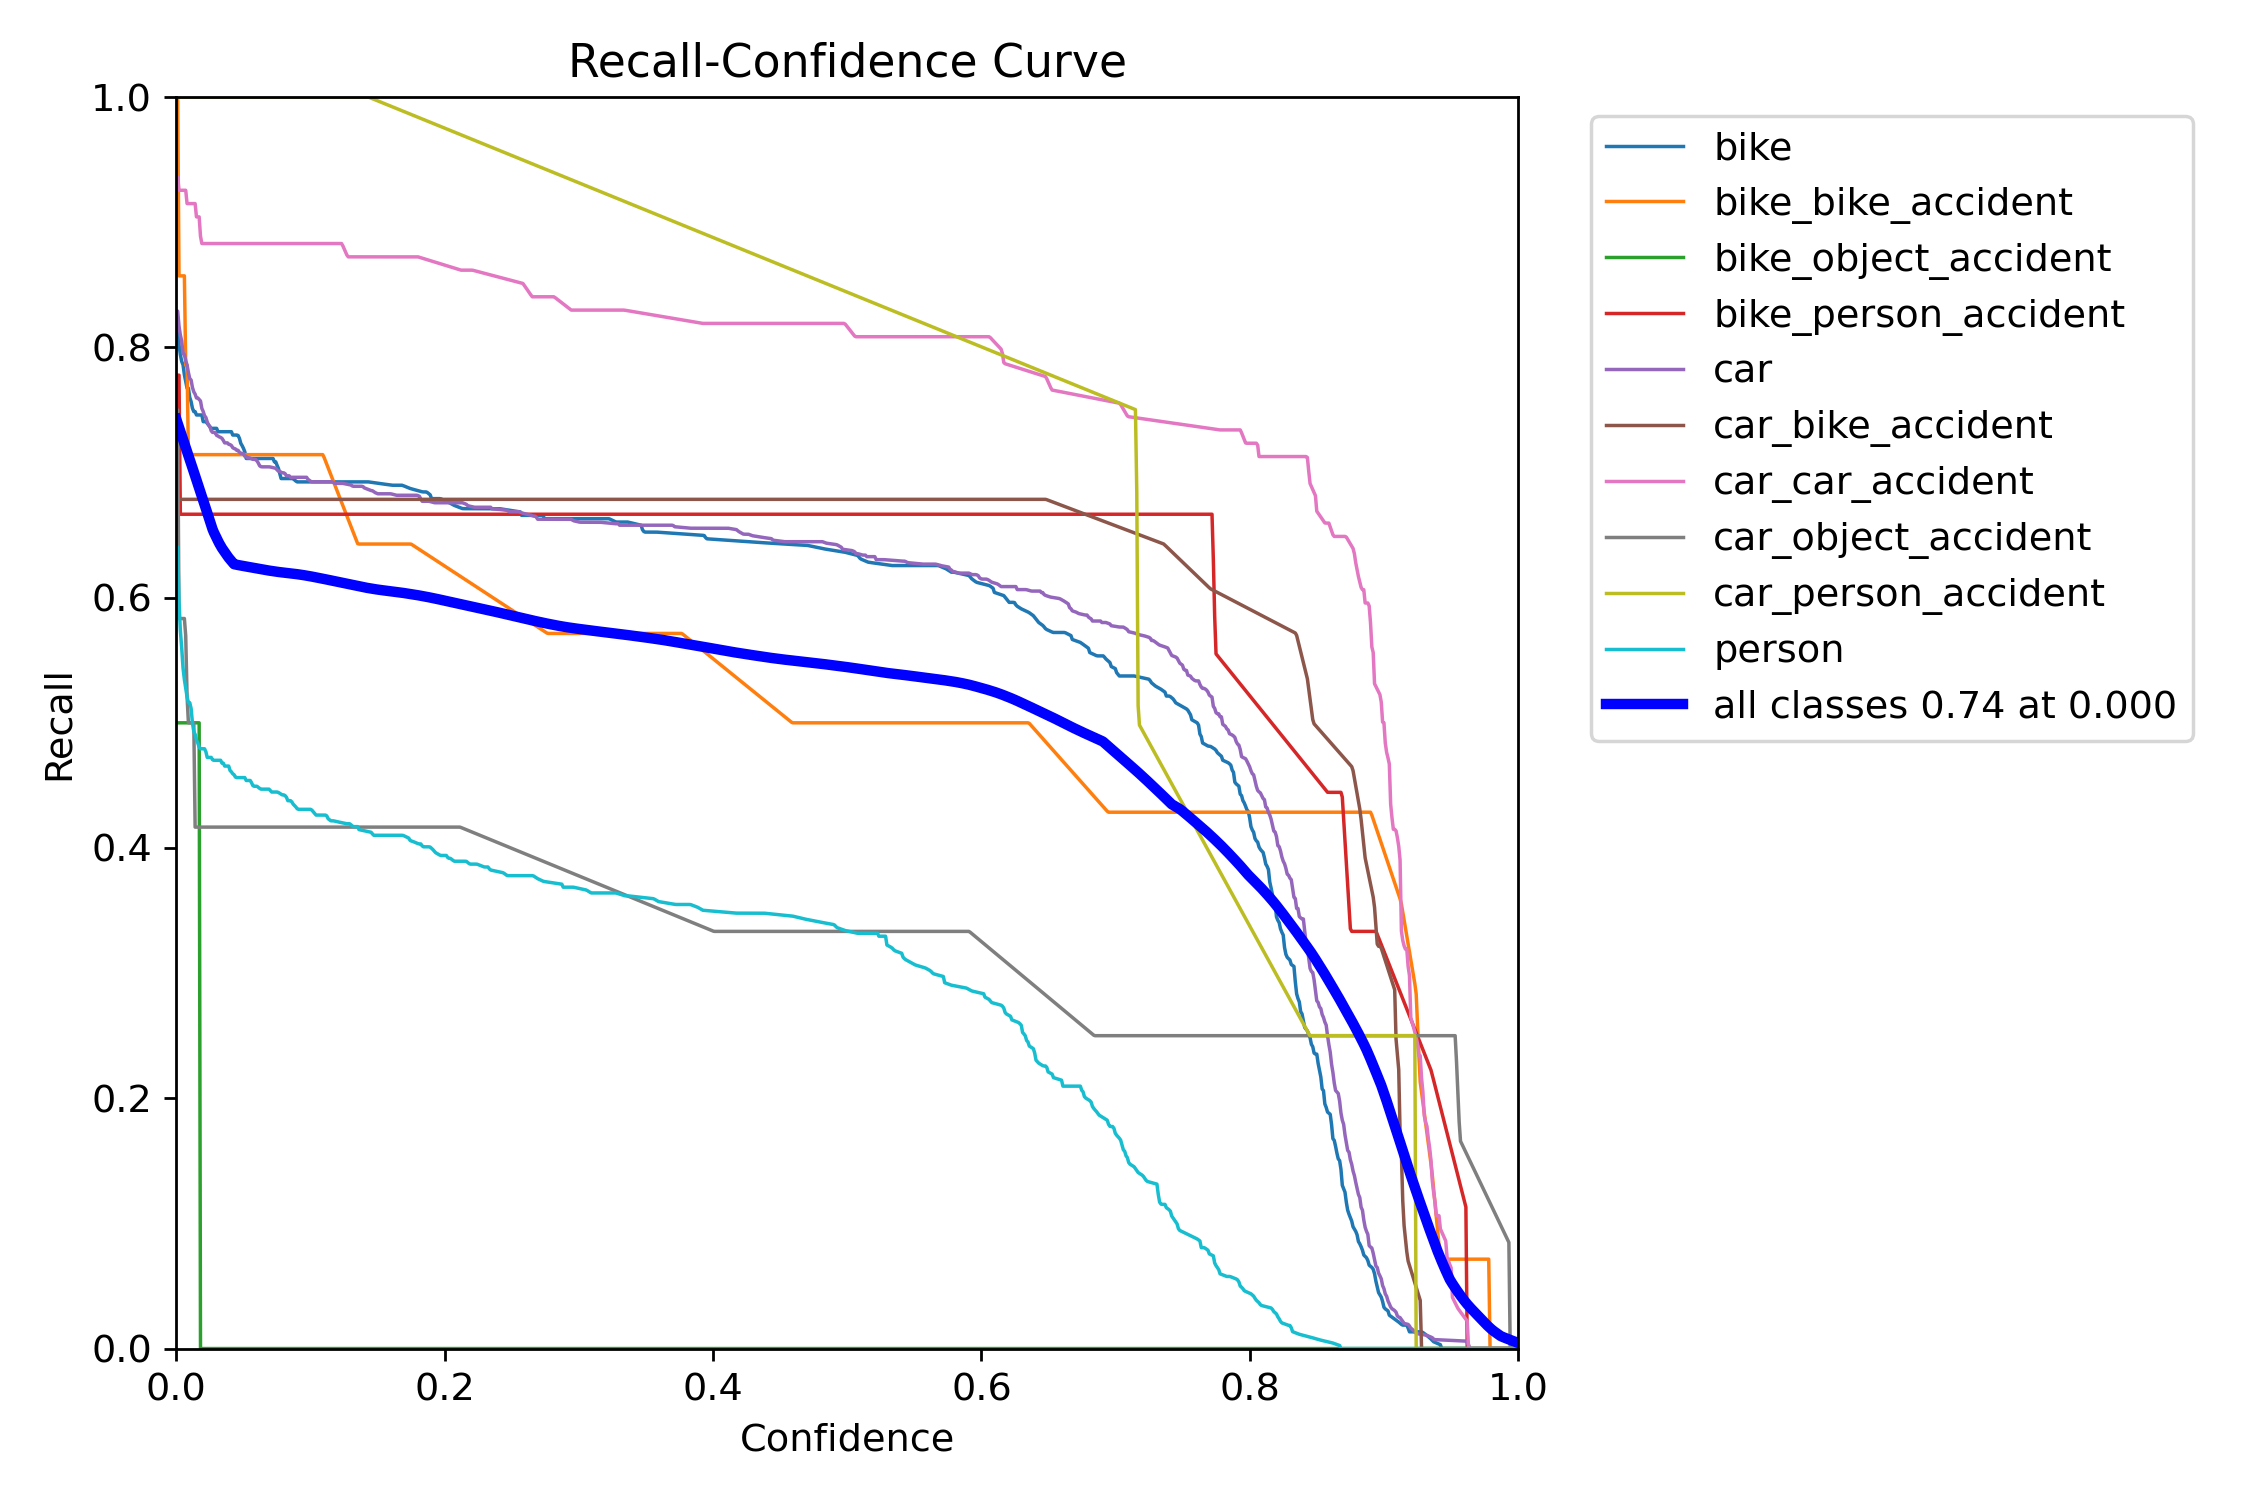 Recall-Confidence Curve
1.0
0.8
0.6
0.4
0.2
0.0
Recall
0.0 0.2 0.4 0.6 0.8 1.0
Confidence
bike
bike_bike_accident
bike_object_accident
bike_person_accident
car
car_bike_accident
car_car_accident
car_object_accident
car_person_accident
person
all classes 0.74 at 0.000